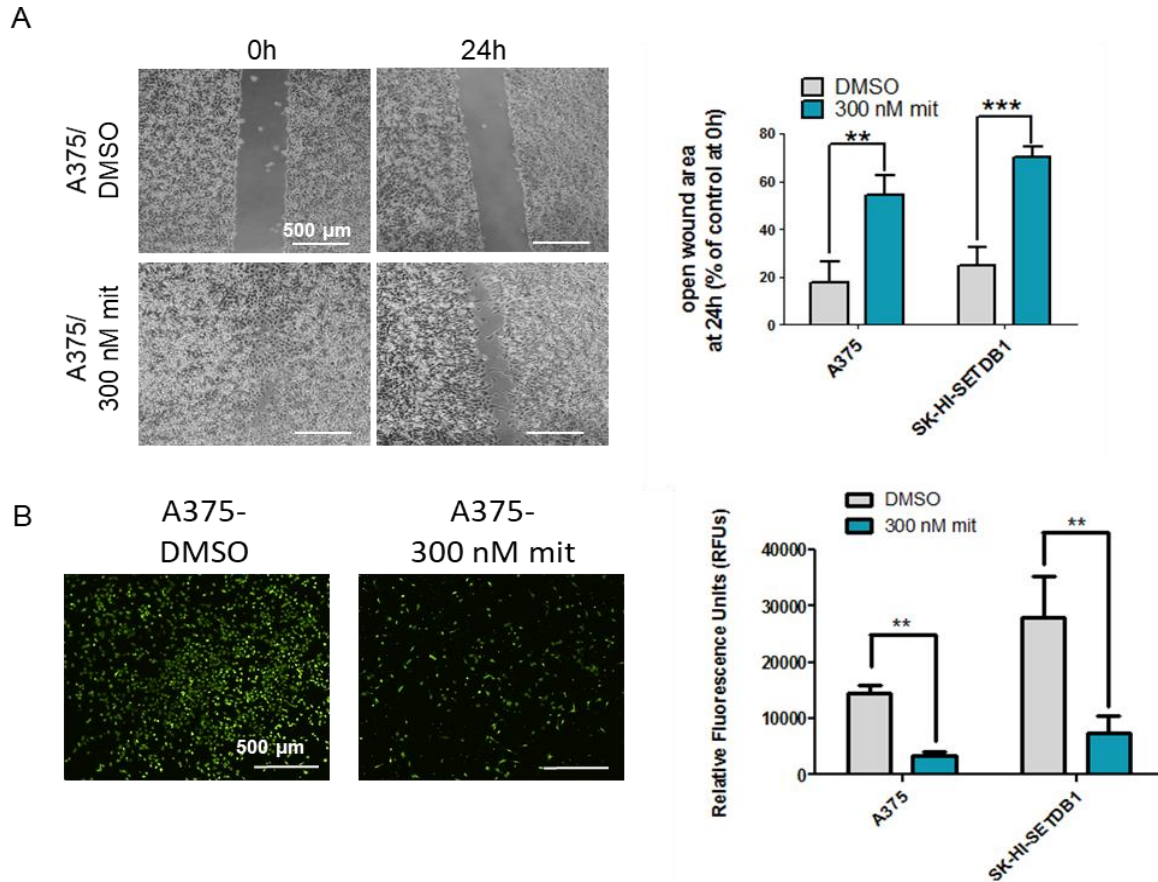 A
0h
24h
A375/
DMSO
500 µm
A375/
300 nM mit
DMSO
300 nM mit
open wound area
at 24h (% of control at 0h)
80
60
40
20
0
**
***
A375
SK-HI-SETDB1
B
A375-
DMSO
A375-
300 nM mit
500 µm
DMSO
300 nM mit
Relative Fluorescence Units (RFUs)
40000
30000
20000
10000
0
**
**
A375
SK-HI-SETDB1